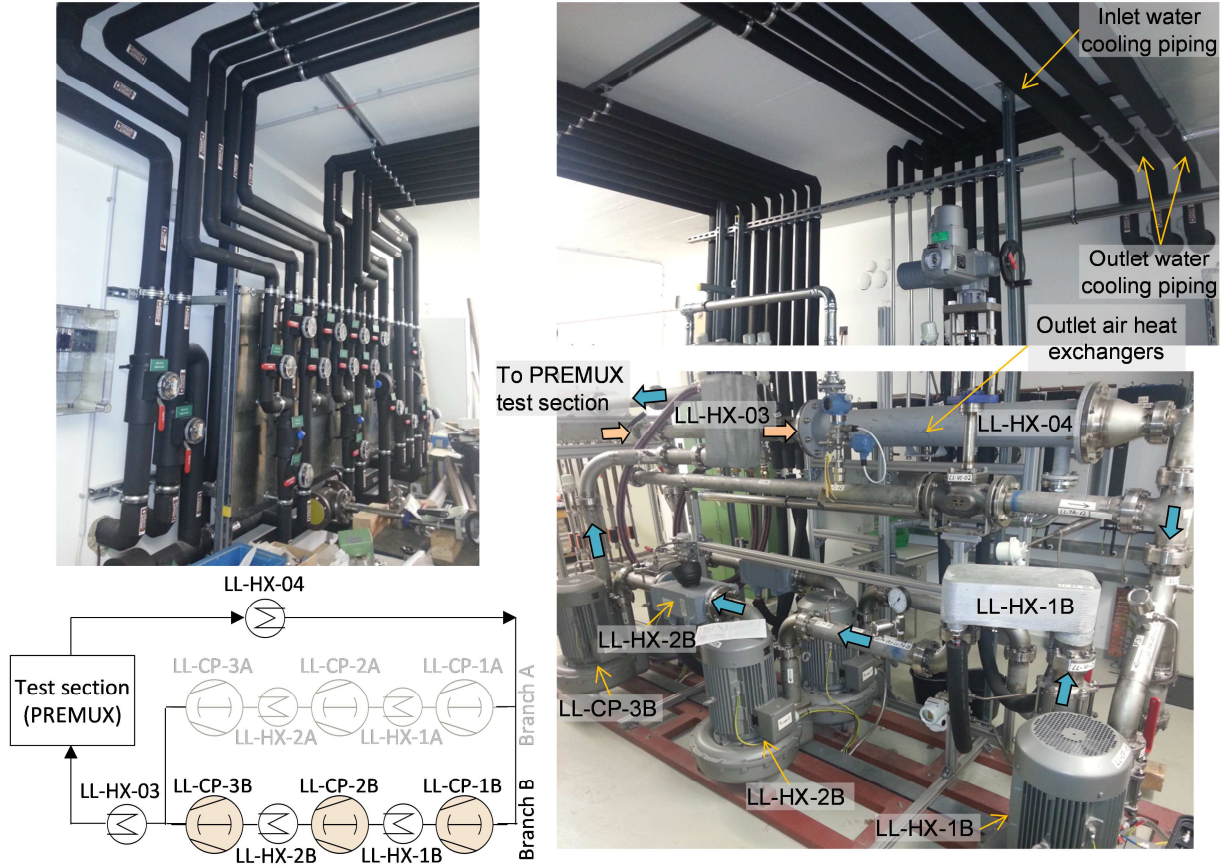 Inlet water
cooling piping
Outlet water
cooling piping
Outlet air heat
exchangers
To PREMUX
test section
LL-HX-03
LL-HX-04
LL-VC-02
LL-HX-1B
LL-HX-2B
LL-CP-3B
LL-HX-2B
LL-HX-1B
LL-HX-04
Test section
(PREMUX)
LL-CP-3A
LL-CP-2A
LL-CP-1A
LL-HX-2A
LL-HX-1A
Branch A
LL-HX-03
LL-CP-3B
LL-CP-2B
LL-CP-1B
LL-HX-2B
LL-HX-1B
Branch B